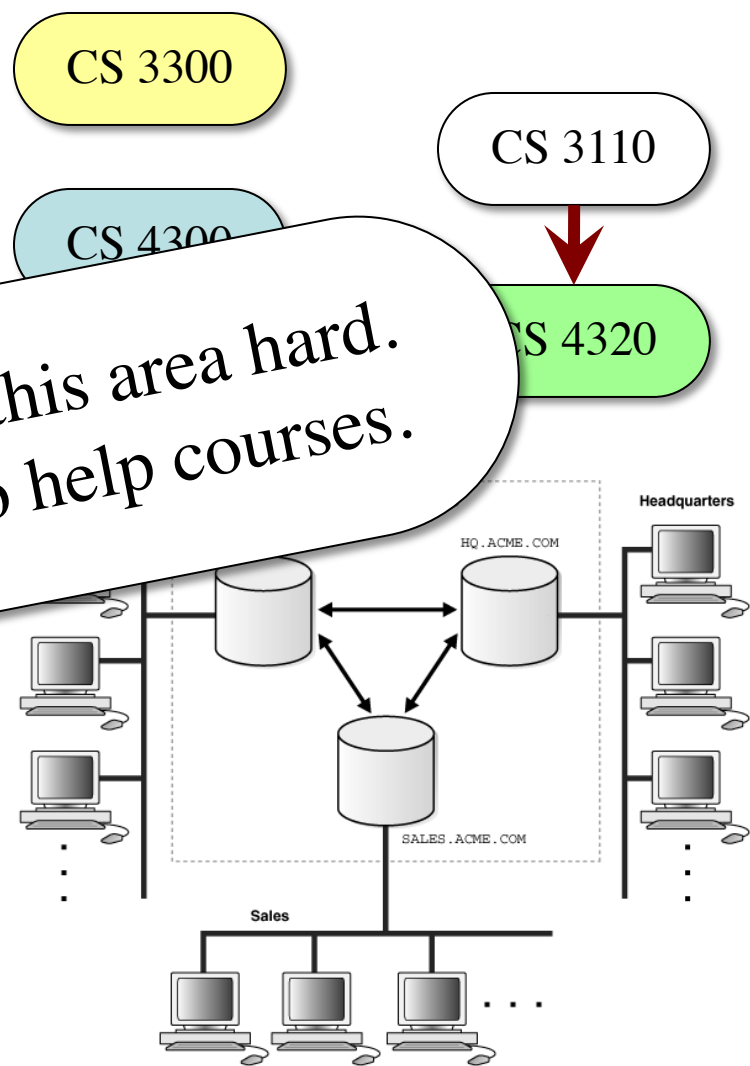 CS 3300
CS 3110
CS 4300
CS 4320
this area hard.
help courses.
Headquarters
HQ.ACME.COM
SALES.ACME.COM
Sales